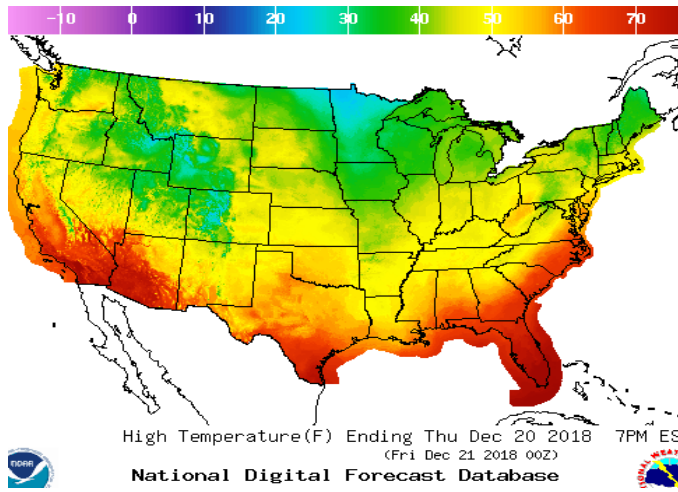 -10 0 10 20 30 40 50 60 70
High Temperature(F) Ending Thu Dec 20 2018 7PM ES
(Fri Dec 21 2018 00Z)
National Digital Forecast Database